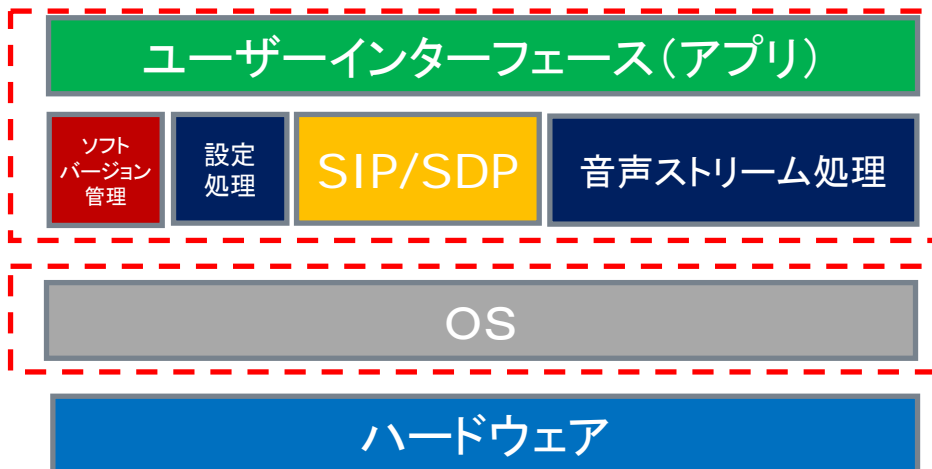 ユーザーインターフェース(アプリ)
ソフト
バージョン
管理
設定
処理
SIP/SDP
音声ストリーム処理
OS
ハードウェア